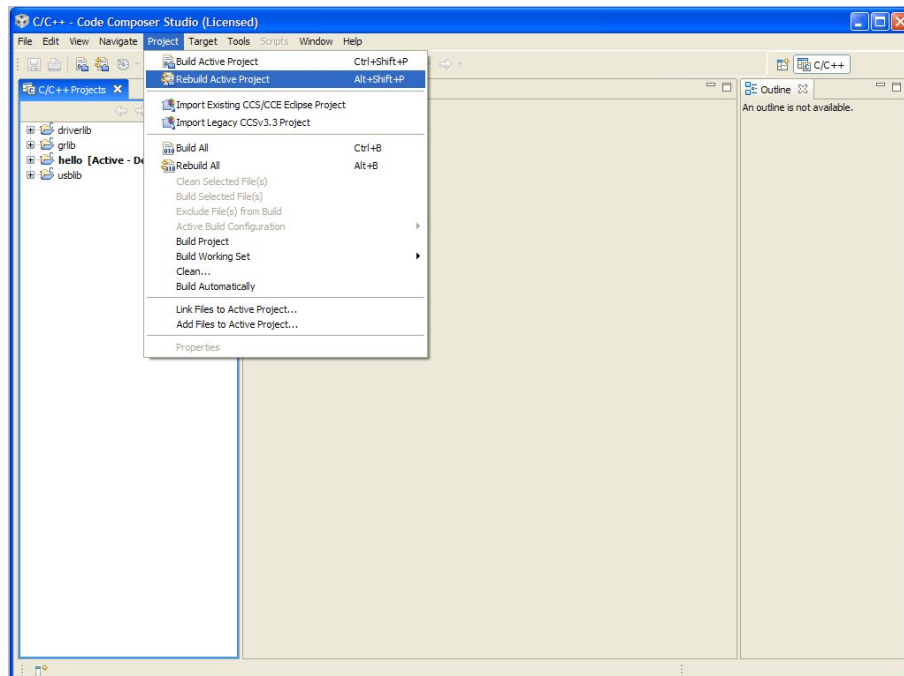 C/C++ - Code Composer Studio (Licensed)
File Edit View Navigate Project Target Tools Scripts Window Help
Build Active Project Ctrl+Shift+P
Rebuild Active Project Alt+Shift+P
C/C++
C/C++ Projects
Outline
An outline is not available.
Import Existing CCS/CCE Eclipse Project
Import Legacy CCSv3.3 Project
driverlib
grlib
hello [Active - De
usblib
Build All Ctrl+B
Rebuild All Alt+B
Clean Selected File(s)
Build Selected File(s)
Exclude File(s) from Build
Active Build Configuration
Build Project
Build Working Set
Clean...
Build Automatically
Link Files to Active Project...
Add Files to Active Project...
Properties